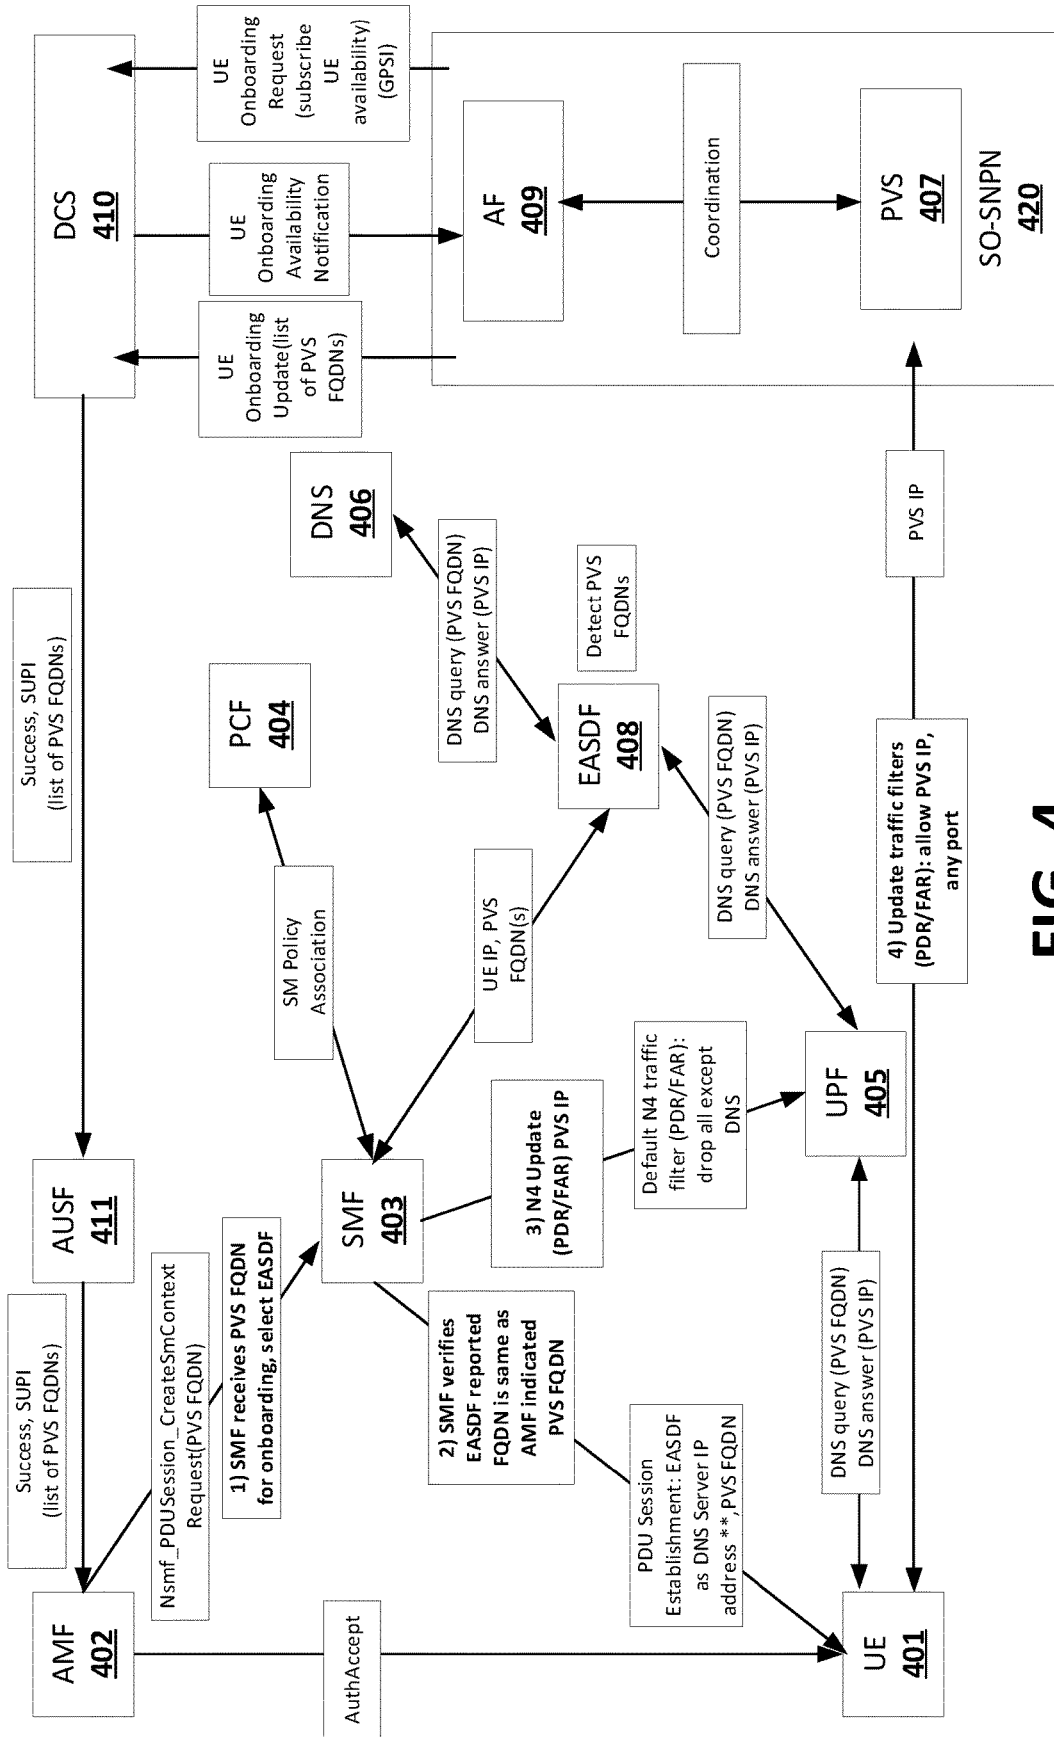 AMF
402
Success, SUPI
(list of PVS FQDNs)
AUSF
411
Success, SUPI
(list of PVS FQDNs)
DCS
410
Nsmf_PDUSession_CreateSmContext
Request(PVS FQDN)
1) SMF receives PVS FQDN
for onboarding, select EASDF
AuthAccept
SMF
403
SM Policy
Association
PCF
404
UE
Onboarding
Update(list
of PVS
FQDNs)
UE
Onboarding
Availability
Notification
UE
Onboarding
Request
(subscribe
UE
availability)
(GPSI)
DNS
406
DNS query (PVS FQDN)
DNS answer (PVS IP)
AF
409
2) SMF verifies
EASDF reported
FQDN is same as
AMF indicated
PVS FQDN
3) N4 Update
(PDR/FAR) PVS IP
UE IP, PVS
FQDN(s)
EASDF
408
Detect PVS
FQDNs
PDU Session
Establishment: EASDF
as DNS Server IP
address **,PVS FQDN
Default N4 traffic
filter (PDR/FAR):
drop all except
DNS
DNS query (PVS FQDN)
DNS answer (PVS IP)
Coordination
UE
401
DNS query (PVS FQDN)
DNS answer (PVS IP)
UPF
405
4) Update traffic filters
(PDR/FAR): allow PVS IP,
any port
PVS IP
PVS
407
SO-SNPN
420
FIG. 4